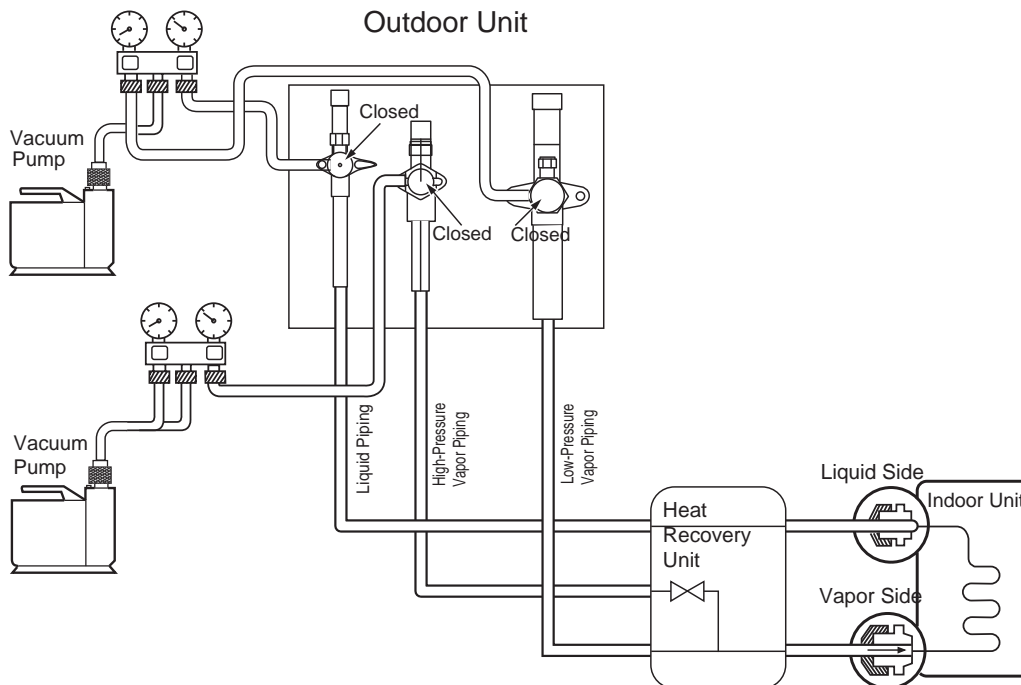 Outdoor Unit
Closed
Vacuum
Pump
Closed
Closed
Liquid Piping
High-Pressure
Vapor Piping
Low-Pressure
Vapor Piping
Vacuum
Pump
Liquid Side
Heat
Recovery
Unit
Indoor Unit
Vapor Side